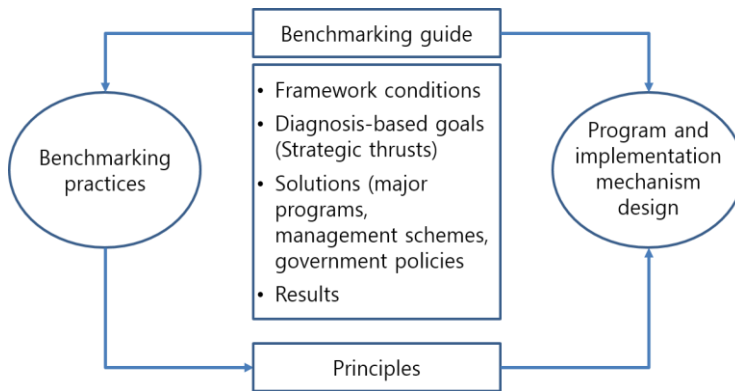 Benchmarking guide
Benchmarking
practices
• Framework conditions
• Diagnosis-based goals
(Strategic thrusts)
• Solutions (major
programs,
management schemes,
government policies
• Results
Program and
implementation
mechanism
design
Principles